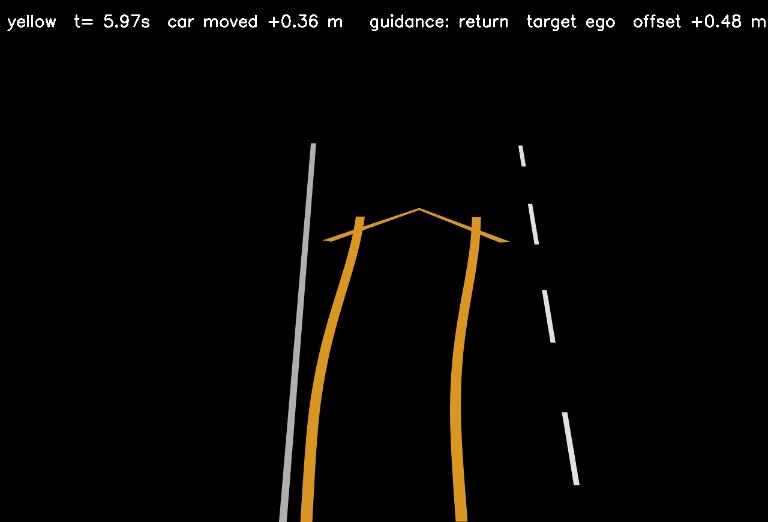 yellow t= 5.97s car moved +0.36 m guidance: return target ego offset +0.48 m